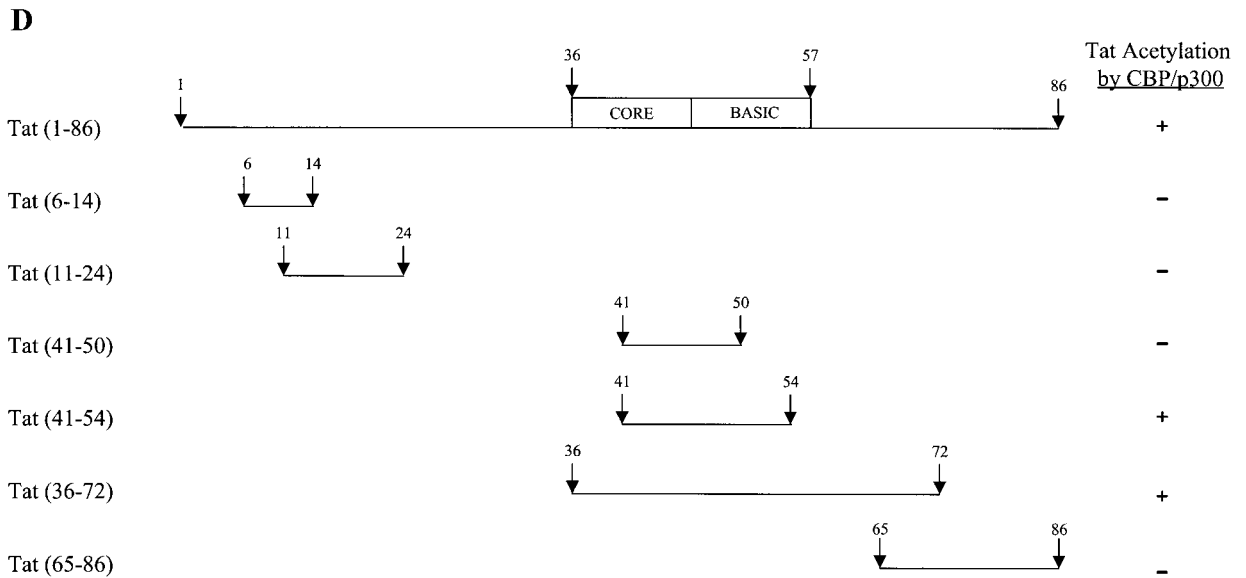 D
Tat Acetylation
by CBP/p300
36 57
1 86
CORE BASIC
Tat (1-86) +
6 14
Tat (6-14) −
11 24
Tat (11-24) −
41 50
Tat (41-50) −
41 54
Tat (41-54) +
36 72
Tat (36-72) +
65 86
Tat (65-86) −